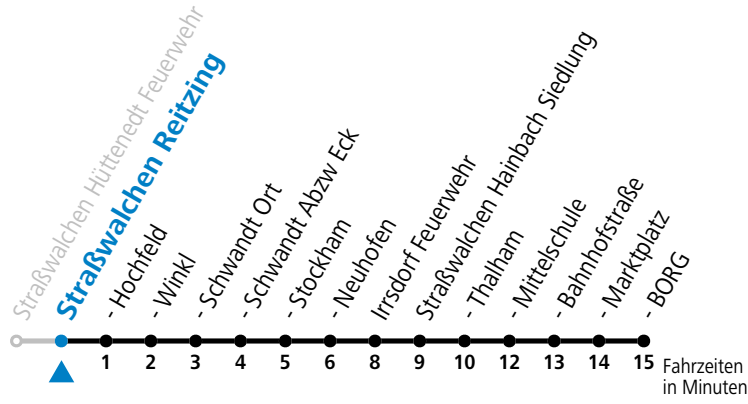 Straßwalchen Hüttenedt Feuerwehr
Straßwalchen Reitzing
- Hochfeld
- Winkl
- Schwandt Ort
- Schwandt Abzw Eck
- Stockham
- Neuhofen
Irrsdorf Feuerwehr
Straßwalchen Hainbach Siedlung
- Thalham
- Mittelschule
- Bahnhofstraße
- Marktplatz
- BORG
1 2 3 4 5 6 8 9 10 12 13 14 15
Fahrzeiten
in Minuten